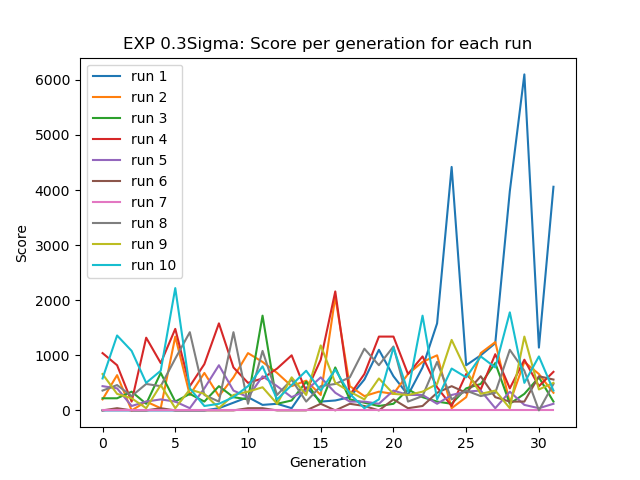 EXP 0.3Sigma: Score per generation for each run
6000
5000
4000
3000
2000
1000
0
Score
run 1
run 2
run 3
run 4
run 5
run 6
run 7
run 8
run 9
run 10
0 5 10 15 20 25 30
Generation